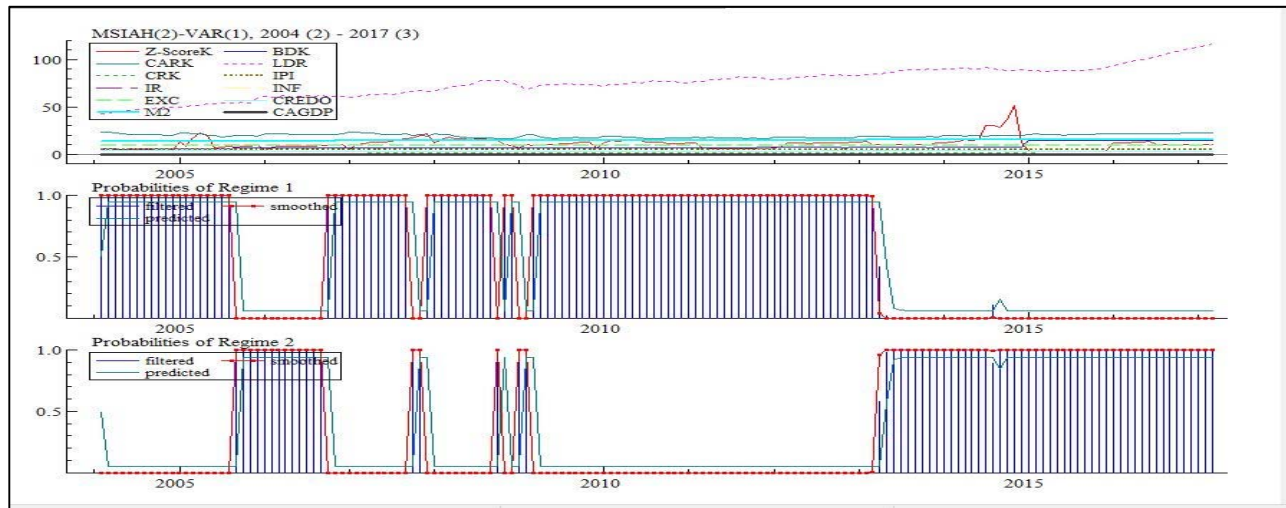 MSIAH(2)-VAR(1), 2004 (2) - 2017 (3)
Z-ScoreK BDK
CARK LDR
CRK IPI
IR INF
EXC CREDO
M2 CAGDP
100
50
0
2005 2010 2015
Probabilities of Regime 1
1.0
filtered smoothed
predicted
0.5
2005 2010 2015
Probabilities of Regime 2
1.0
filtered smoothed
predicted
0.5
2005 2010 2015